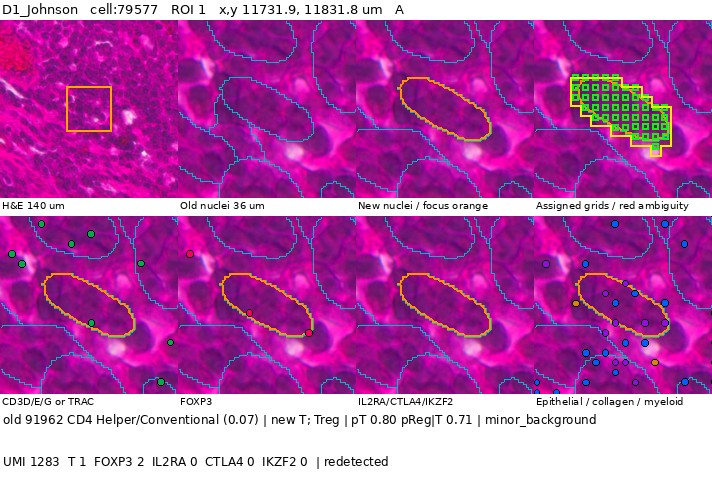 D1_Johnson cell:79577 ROI 1 x,y 11731.9, 11831.8 um A
H&E 140 um
Old nuclei 36 um
New nuclei / focus orange
Assigned grids / red ambiguity
CD3D/E/G or TRAC
FOXP3
IL2RA/CTLA4/IKZF2
Epithelial / collagen / myeloid
old 91962 CD4 Helper/Conventional (0.07) | new T; Treg | pT 0.80 pReg|T 0.71 | minor_background
UMI 1283 T 1 FOXP3 2 IL2RA 0 CTLA4 0 IKZF2 0 | redetected